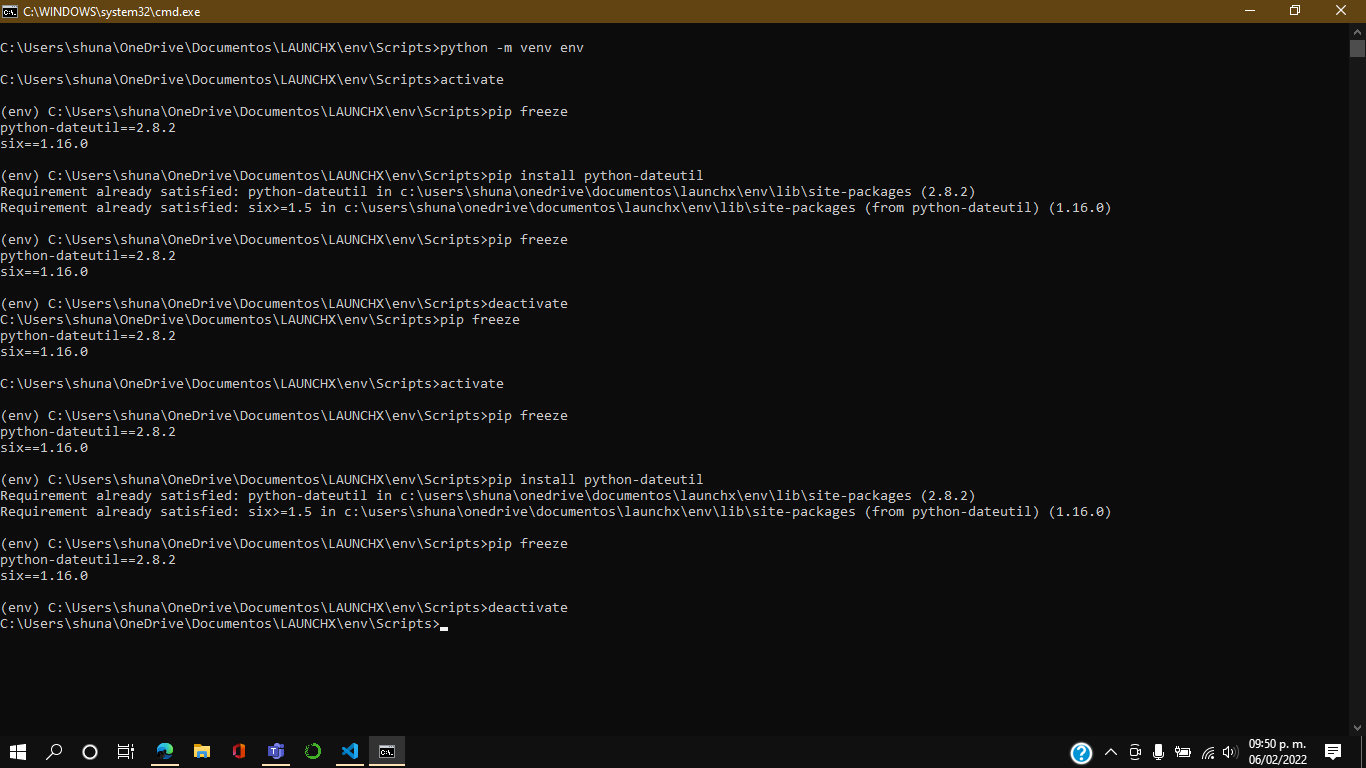 C:\WINDOWS\system32\cmd.exe
C:\Users\shuna\OneDrive\Documentos\LAUNCHX\env\Scripts>python -m venv env
C:\Users\shuna\OneDrive\Documentos\LAUNCHX\env\Scripts>activate
(env) C:\Users\shuna\OneDrive\Documentos\LAUNCHX\env\Scripts>pip freeze
python-dateutil==2.8.2
six==1.16.0
(env) C:\Users\shuna\OneDrive\Documentos\LAUNCHX\env\Scripts>pip install python-dateutil
Requirement already satisfied: python-dateutil in c:\users\shuna\onedrive\documentos\launchx\env\lib\site-packages (2.8.2)
Requirement already satisfied: six>=1.5 in c:\users\shuna\onedrive\documentos\launchx\env\lib\site-packages (from python-dateutil) (1.16.0)
(env) C:\Users\shuna\OneDrive\Documentos\LAUNCHX\env\Scripts>pip freeze
python-dateutil==2.8.2
six==1.16.0
(env) C:\Users\shuna\OneDrive\Documentos\LAUNCHX\env\Scripts>deactivate
C:\Users\shuna\OneDrive\Documentos\LAUNCHX\env\Scripts>pip freeze
python-dateutil==2.8.2
six==1.16.0
C:\Users\shuna\OneDrive\Documentos\LAUNCHX\env\Scripts>activate
(env) C:\Users\shuna\OneDrive\Documentos\LAUNCHX\env\Scripts>pip freeze
python-dateutil==2.8.2
six==1.16.0
(env) C:\Users\shuna\OneDrive\Documentos\LAUNCHX\env\Scripts>pip install python-dateutil
Requirement already satisfied: python-dateutil in c:\users\shuna\onedrive\documentos\launchx\env\lib\site-packages (2.8.2)
Requirement already satisfied: six>=1.5 in c:\users\shuna\onedrive\documentos\launchx\env\lib\site-packages (from python-dateutil) (1.16.0)
(env) C:\Users\shuna\OneDrive\Documentos\LAUNCHX\env\Scripts>pip freeze
python-dateutil==2.8.2
six==1.16.0
(env) C:\Users\shuna\OneDrive\Documentos\LAUNCHX\env\Scripts>deactivate
C:\Users\shuna\OneDrive\Documentos\LAUNCHX\env\Scripts>
09:50 p. m.
06/02/2022